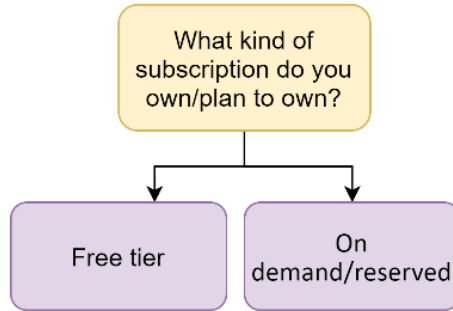 What kind of
subscription do you
own/plan to own?
Free tier
On
demand/reserved